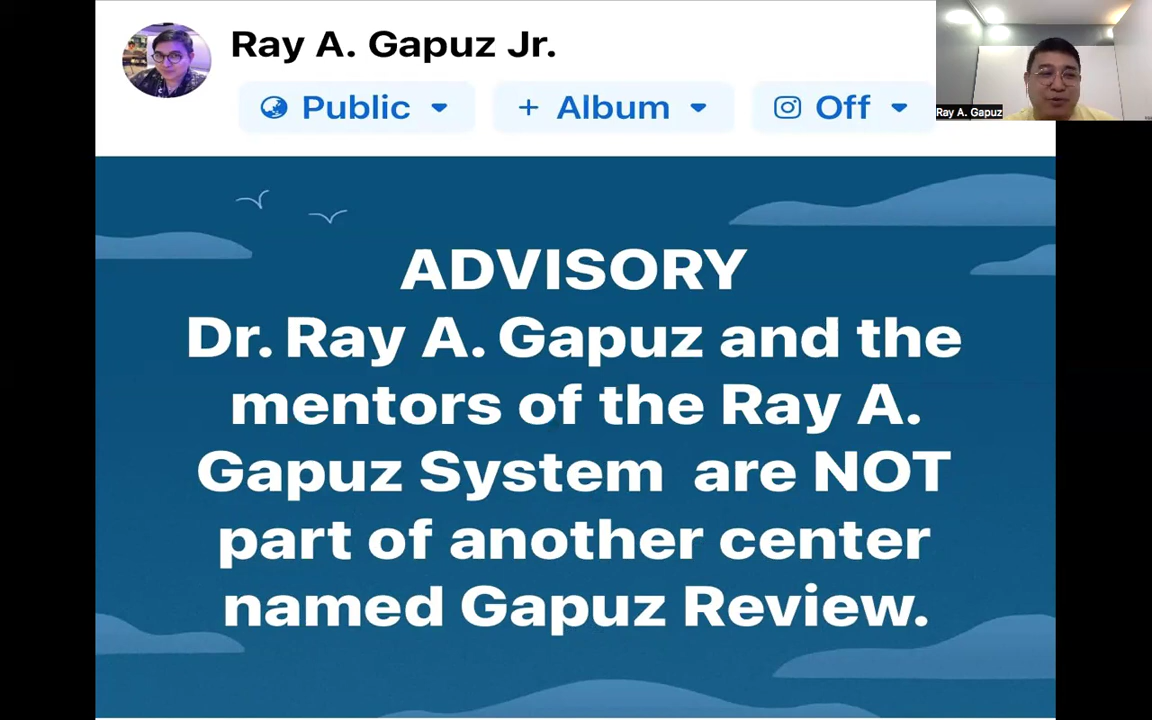 Ray A. Gapuz Jr.
Public
+ Album
Off
Ray A. Gapuz
ADVISORY
Dr. Ray A. Gapuz and the
mentors of the Ray A.
Gapuz System are NOT
part of another center
named Gapuz Review.